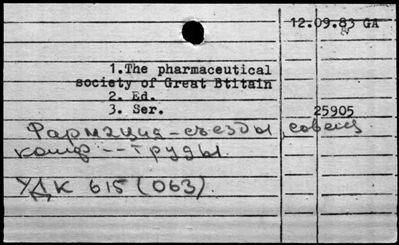 12.09.83 GA
1.The pharmaceutical
society of Great Btitain
2. Ed.
3. Ser.
25905
Фармация-съезды, совещ
конф -- труды.
УДК 615 (063).